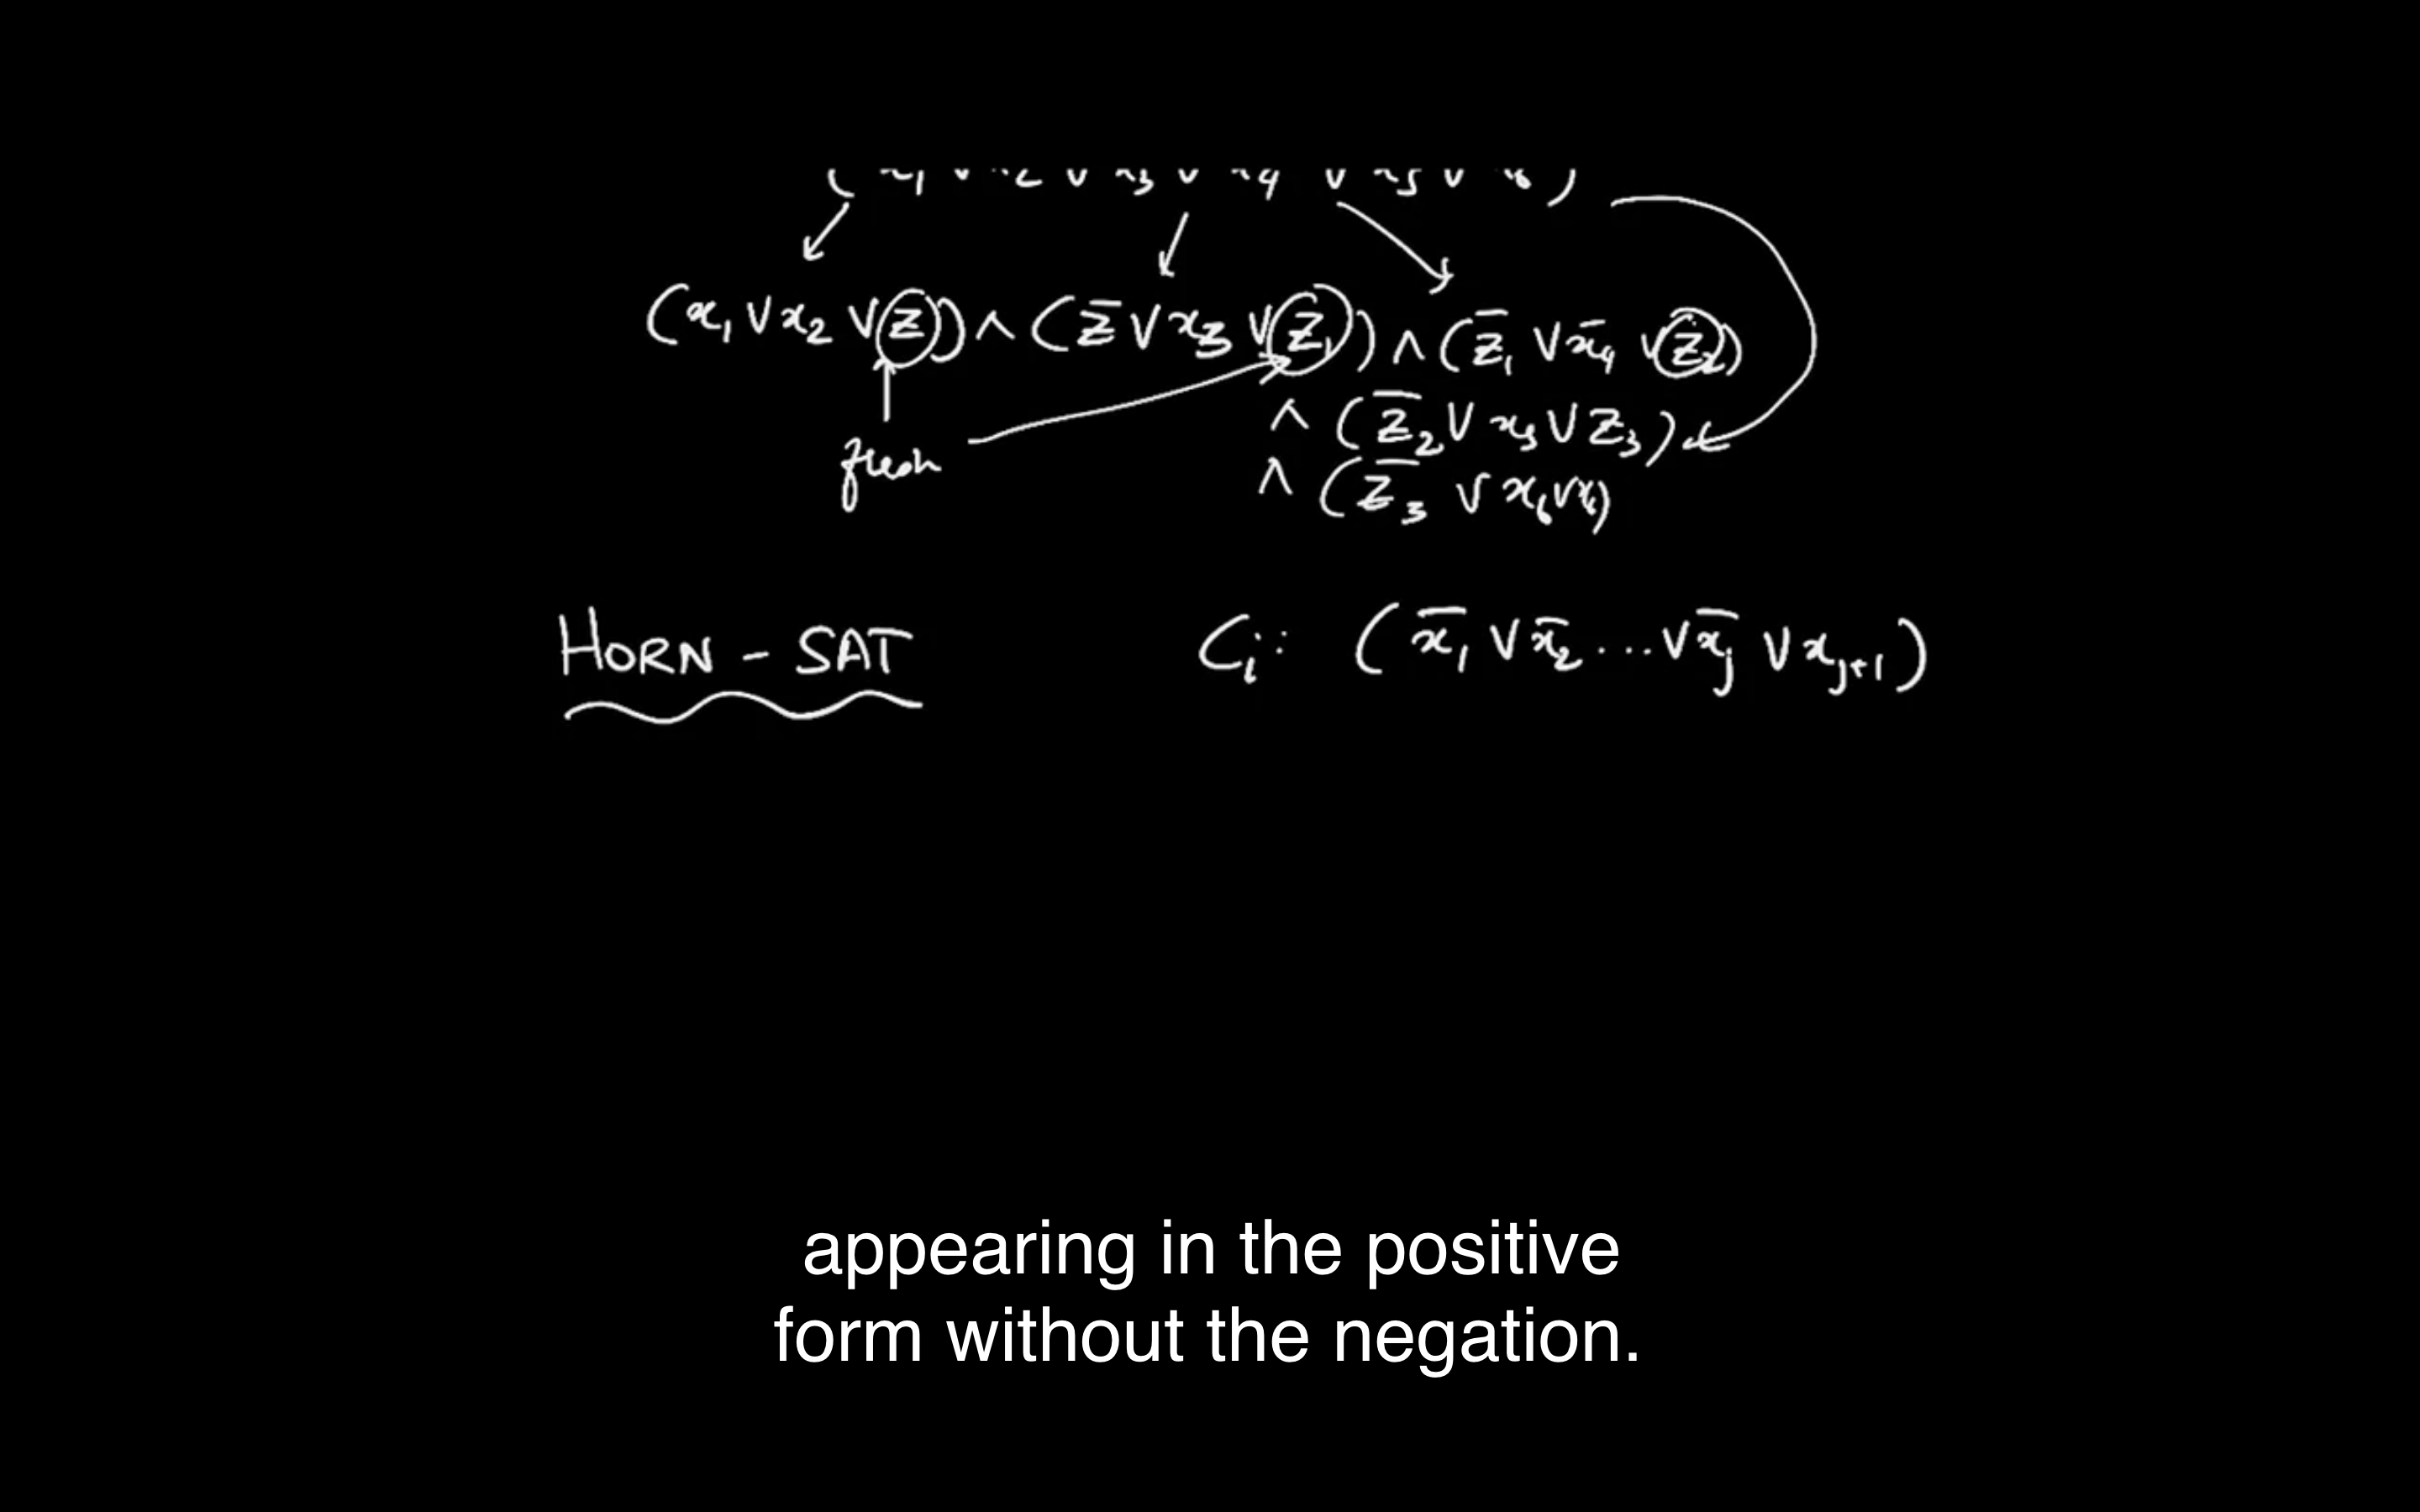 (x₁ ∨ x₂ ∨ z) ∧ (z̅ ∨ x₃ ∨ z₁) ∧ (z̅₁ ∨ x̅₄ ∨ z₂)
∧ (z̅₂ ∨ x₅ ∨ z₃)
fresh
∧ (z̅₃ ∨ x₆ ∨ x₆)
HORN - SAT Cᵢ: (x̅₁ ∨ x̅₂ ... ∨ x̅ⱼ ∨ xⱼ₊₁)
appearing in the positive
form without the negation.